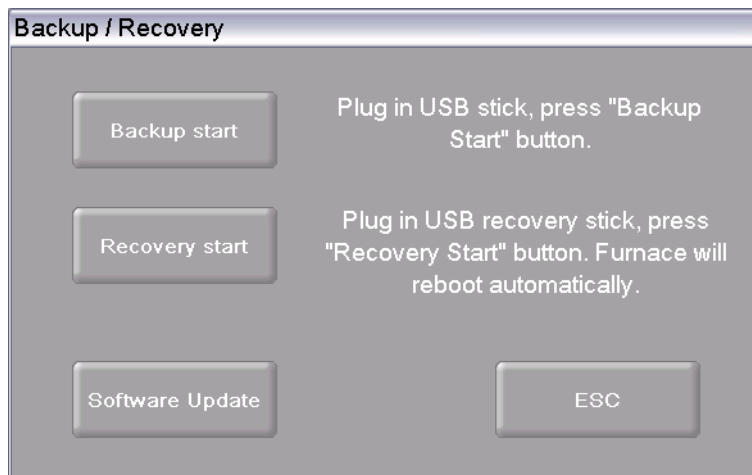 Backup / Recovery
Backup start
Plug in USB stick, press "Backup
Start" button.
Recovery start
Plug in USB recovery stick, press
"Recovery Start" button. Furnace will
reboot automatically.
Software Update
ESC